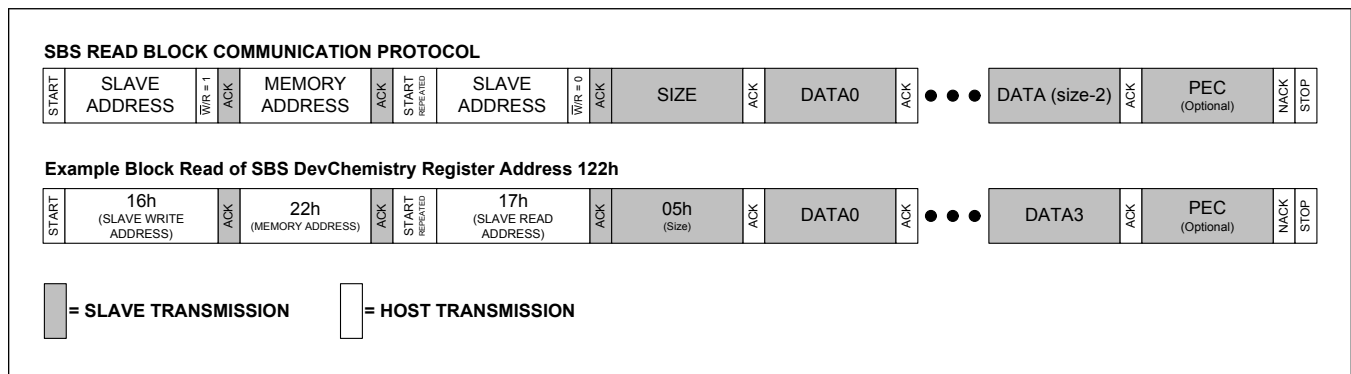 SBS READ BLOCK COMMUNICATION PROTOCOL
START
SLAVE
ADDRESS
W̅/R = 1
ACK
MEMORY
ADDRESS
ACK
START
REPEATED
SLAVE
ADDRESS
W̅/R = 0
ACK
SIZE
ACK
DATA0
ACK
● ● ●
DATA (size-2)
ACK
PEC
(Optional)
NACK
STOP
Example Block Read of SBS DevChemistry Register Address 122h
START
16h
(SLAVE WRITE
ADDRESS)
ACK
22h
(MEMORY ADDRESS)
ACK
START
REPEATED
17h
(SLAVE READ
ADDRESS)
ACK
05h
(Size)
ACK
DATA0
ACK
● ● ●
DATA3
ACK
PEC
(Optional)
NACK
STOP
= SLAVE TRANSMISSION
= HOST TRANSMISSION